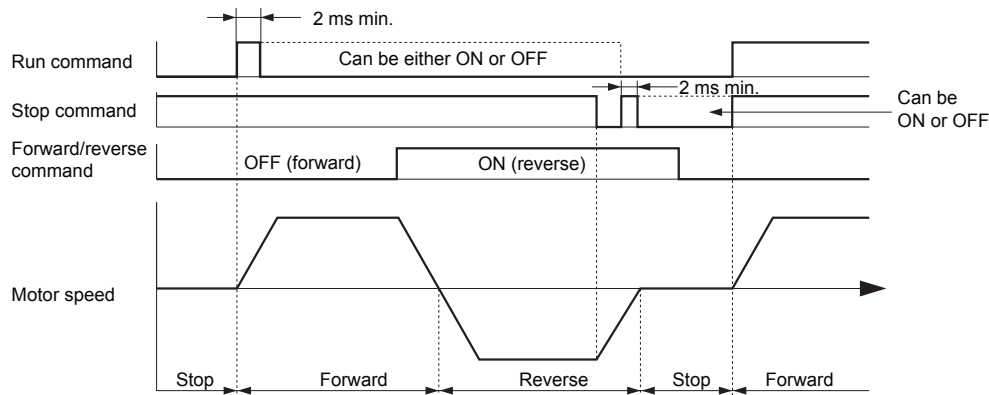 2 ms min.
Run command
Can be either ON or OFF
2 ms min.
Stop command
Can be
ON or OFF
Forward/reverse
command
OFF (forward)
ON (reverse)
Motor speed
Stop
Forward
Reverse
Stop
Forward